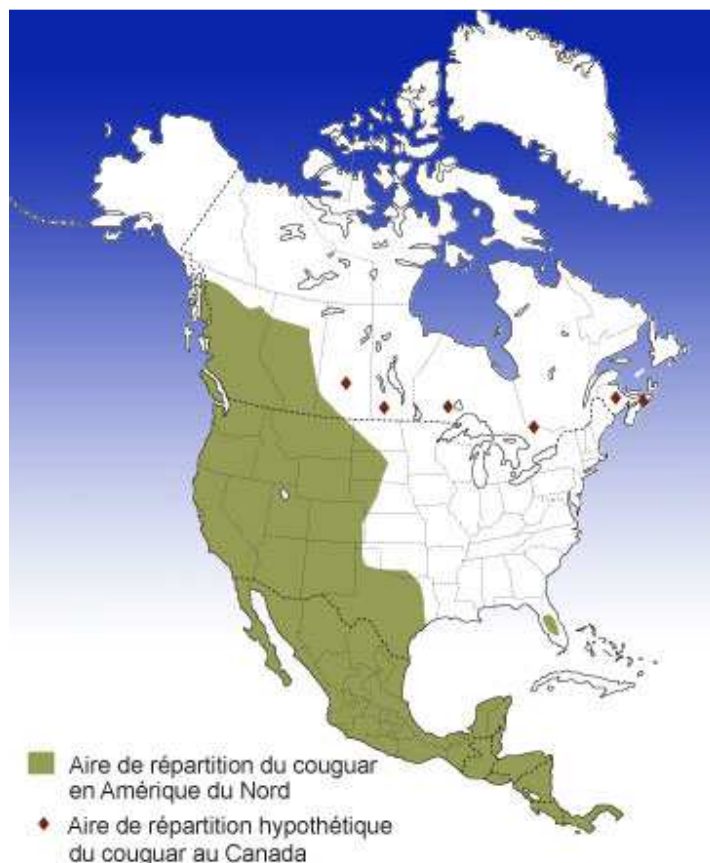 Aire de répartition du couguar
en Amérique du Nord
Aire de répartition hypothétique
du couguar au Canada